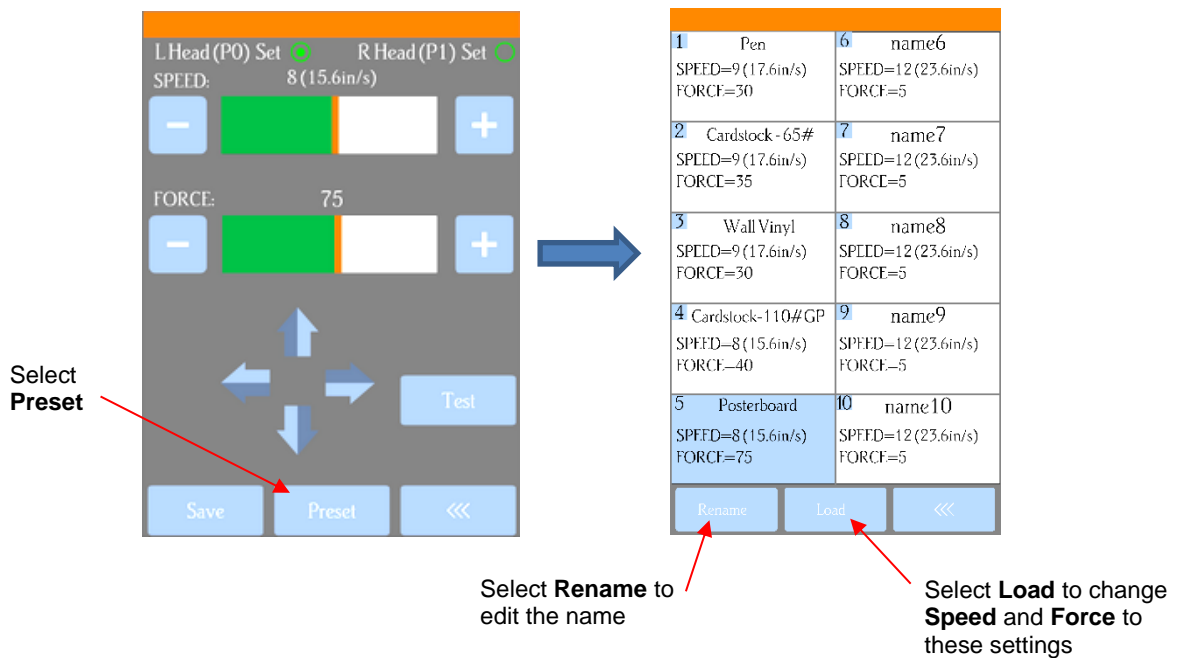 L Head (P0) Set R Head (P1) Set
SPEED: 8 (15.6in/s)
− +
FORCE: 75
− +
Test
Save Preset <<<
Select
Preset
1 Pen
SPEED=9 (17.6in/s)
FORCE=30
6 name6
SPEED=12 (23.6in/s)
FORCE=5
2 Cardstock - 65#
SPEED=9 (17.6in/s)
FORCE=35
7 name7
SPEED=12 (23.6in/s)
FORCE=5
3 Wall Vinyl
SPEED=9 (17.6in/s)
FORCE=30
8 name8
SPEED=12 (23.6in/s)
FORCE=5
4 Cardstock-110#GP
SPEED=8 (15.6in/s)
FORCE=40
9 name9
SPEED=12 (23.6in/s)
FORCE=5
5 Posterboard
SPEED=8 (15.6in/s)
FORCE=75
10 name10
SPEED=12 (23.6in/s)
FORCE=5
Rename Load <<<
Select Rename to
edit the name
Select Load to change
Speed and Force to
these settings